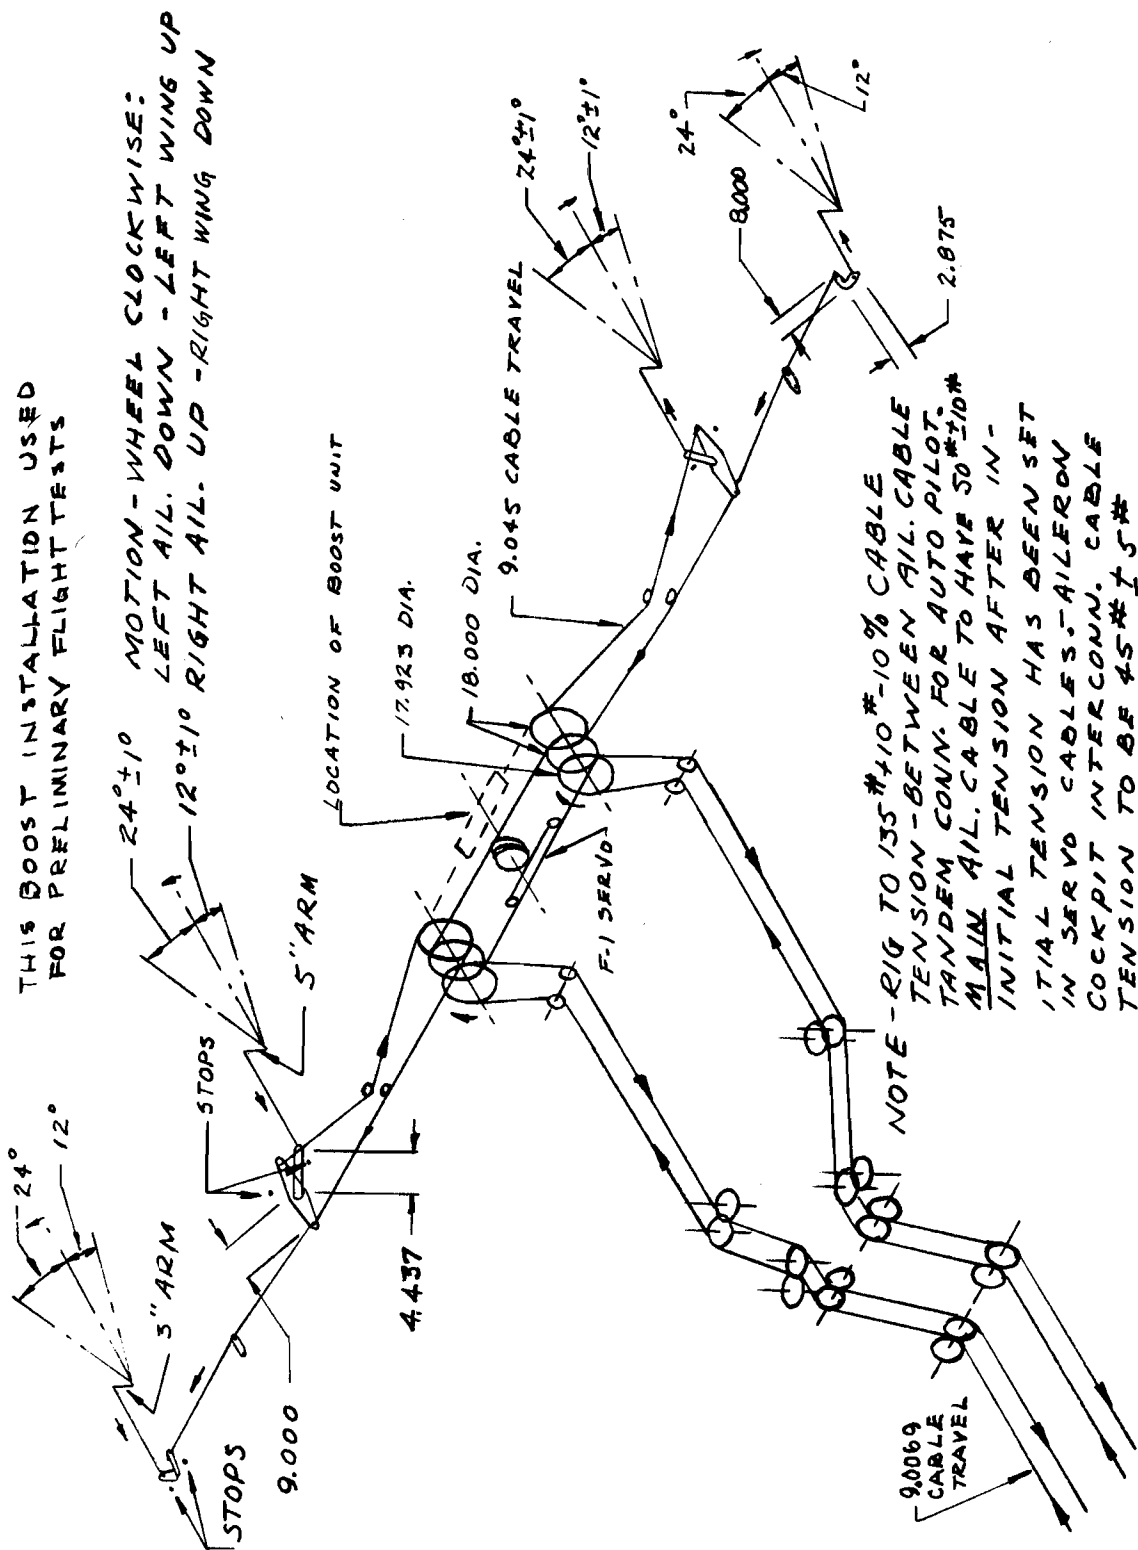 THIS BOOST INSTALLATION USED
FOR PRELIMINARY FLIGHT TESTS
MOTION - WHEEL CLOCKWISE:
LEFT AIL. DOWN - LEFT WING UP
RIGHT AIL. UP - RIGHT WING DOWN
24°
12°
3" ARM
STOPS
9.000
24°±1°
12°±1°
STOPS
5" ARM
4.437
LOCATION OF BOOST UNIT
17.923 DIA.
18.000 DIA.
9.045 CABLE TRAVEL
F-1 SERVO
24°±1°
12°±1°
24°
12°
8.000
2.875
9.0069
CABLE
TRAVEL
NOTE - RIG TO 135#+10#-10% CABLE
TENSION - BETWEEN AIL. CABLE
TANDEM CONN. FOR AUTO PILOT.
MAIN AIL. CABLE TO HAVE 50#±10#
INITIAL TENSION AFTER IN-
ITIAL TENSION HAS BEEN SET
IN SERVO CABLES. - AILERON
COCKPIT INTERCONN. CABLE
TENSION TO BE 45# ± 5#